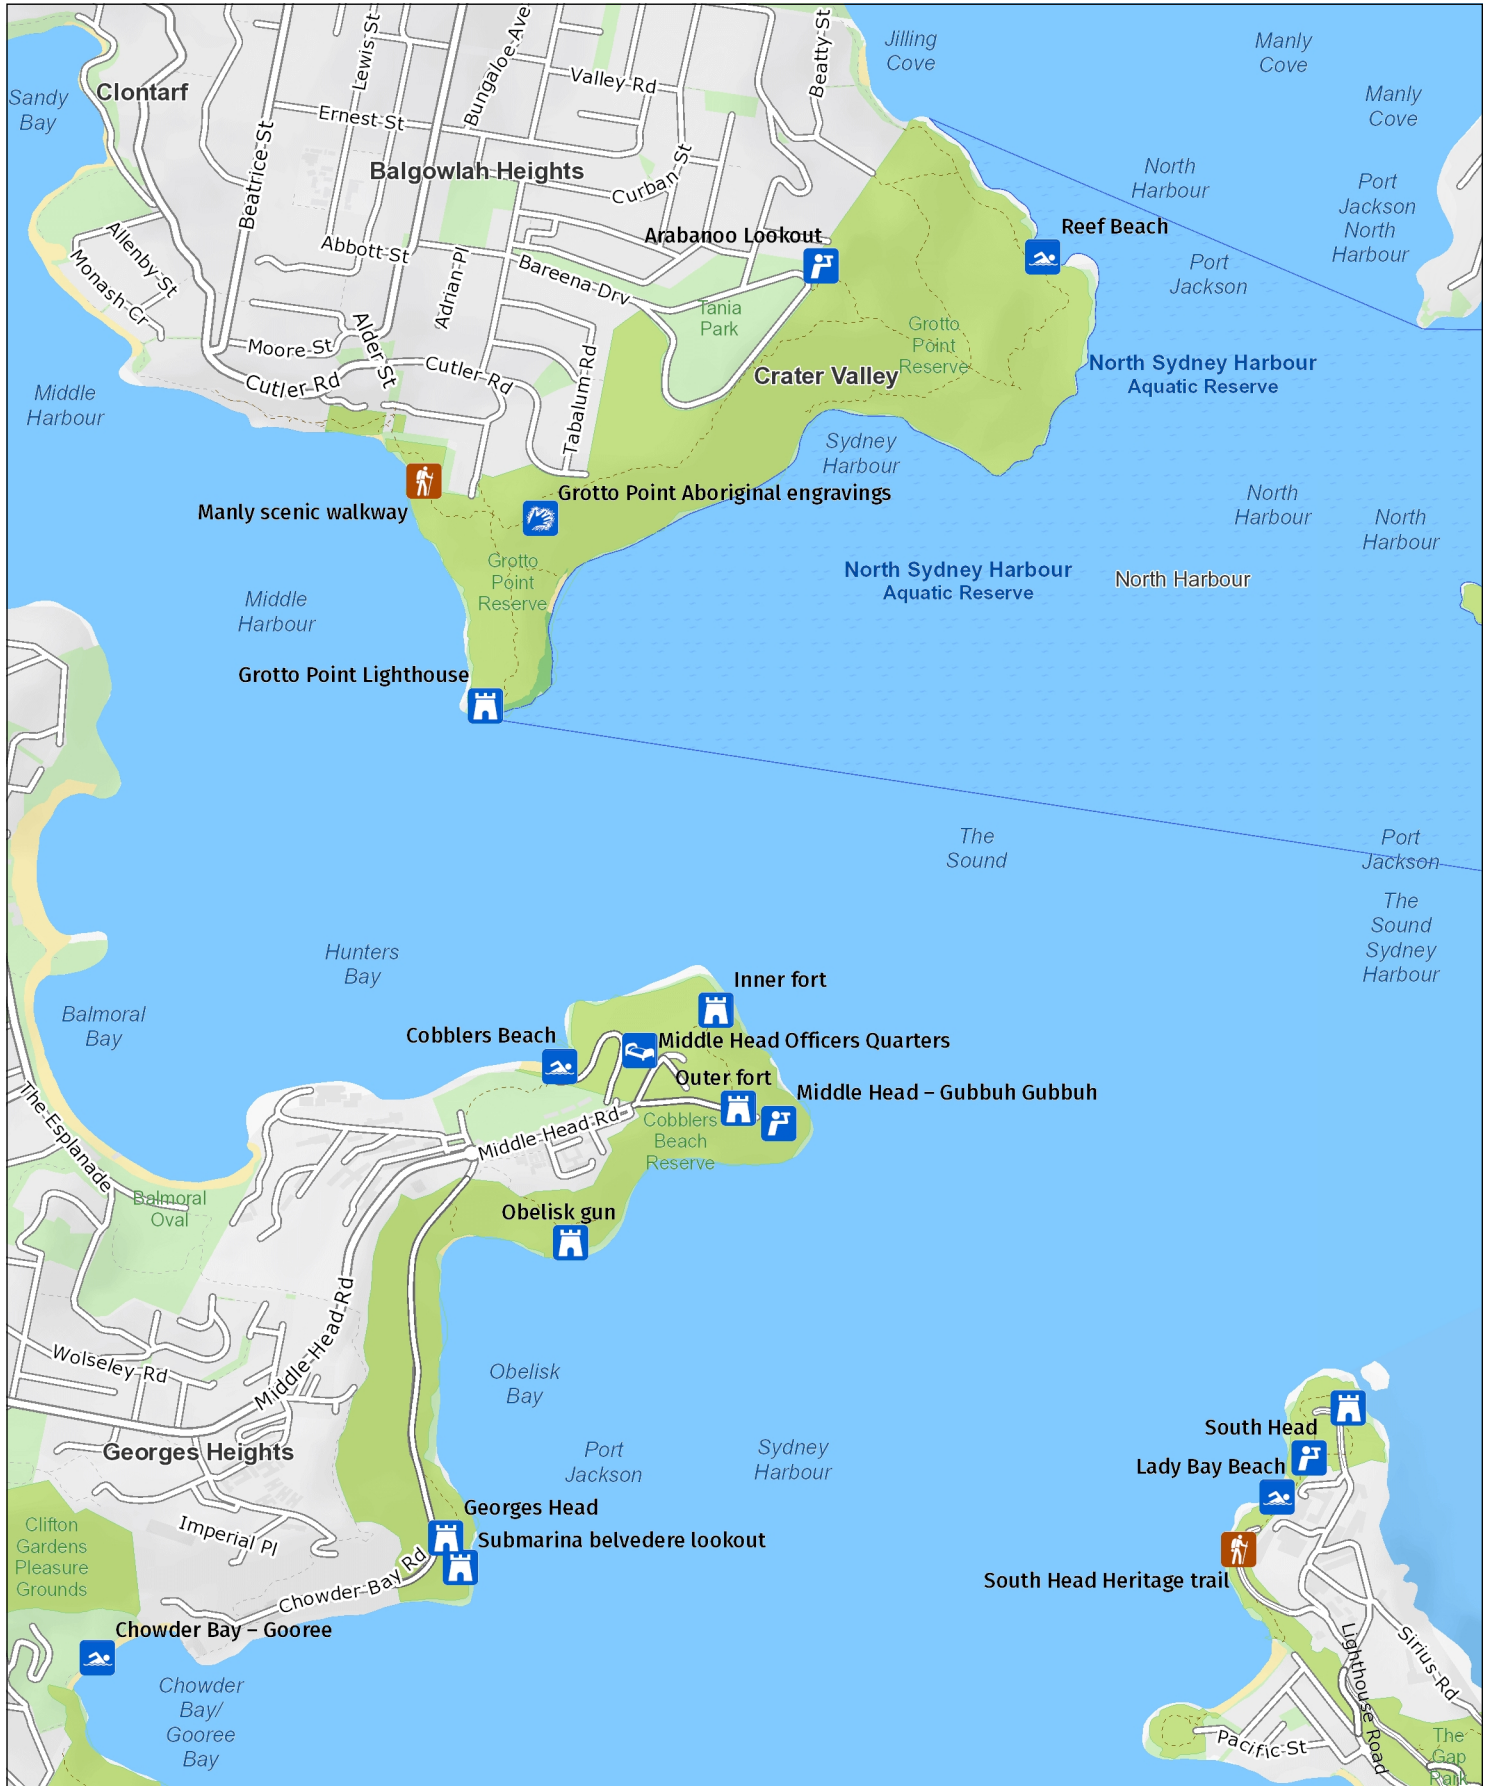 Jilling
Cove
Manly
Cove
Manly
Cove
Sandy
Bay
Clontarf
Lewis-St
Bungaloe-Ave
Beatty-St
Valley-Rd
Ernest-St
Beatrice-St
Balgowlah Heights
Curban-St
North
Harbour
Port
Jackson
North
Harbour
Allenby-St
Monash-Cr
Abbott-St
Adrian-Pl
Bareena-Drv
Arabanoo Lookout
Reef Beach
Port
Jackson
Tania
Park
Grotto
Point
Reserve
Crater Valley
North Sydney Harbour
Aquatic Reserve
Moore-St
Alder-St
Cutler-Rd
Cutler-Rd
Tabalum-Rd
Middle
Harbour
Sydney
Harbour
Manly scenic walkway
Grotto Point Aboriginal engravings
North
Harbour
North
Harbour
Grotto
Point
Reserve
North Sydney Harbour
Aquatic Reserve
North Harbour
Middle
Harbour
Grotto Point Lighthouse
The
Sound
Port
Jackson
The
Sound
Sydney
Harbour
Hunters
Bay
Balmoral
Bay
Inner fort
Cobblers Beach
Middle Head Officers Quarters
Outer fort
Middle Head – Gubbuh Gubbuh
Middle-Head-Rd
Cobblers
Beach
Reserve
The-Esplanade
Balmoral
Oval
Obelisk gun
Middle-Head-Rd
Wolseley-Rd
Obelisk
Bay
Georges Heights
Port
Jackson
Sydney
Harbour
South Head
Lady Bay Beach
Georges Head
Submarina belvedere lookout
Clifton
Gardens
Pleasure
Grounds
Imperial Pl
Chowder-Bay Rd
South Head Heritage trail
Chowder Bay – Gooree
Chowder
Bay/
Gooree
Bay
Lighthouse Road
Sirius-Rd
Pacific-St
The
Gap
Park